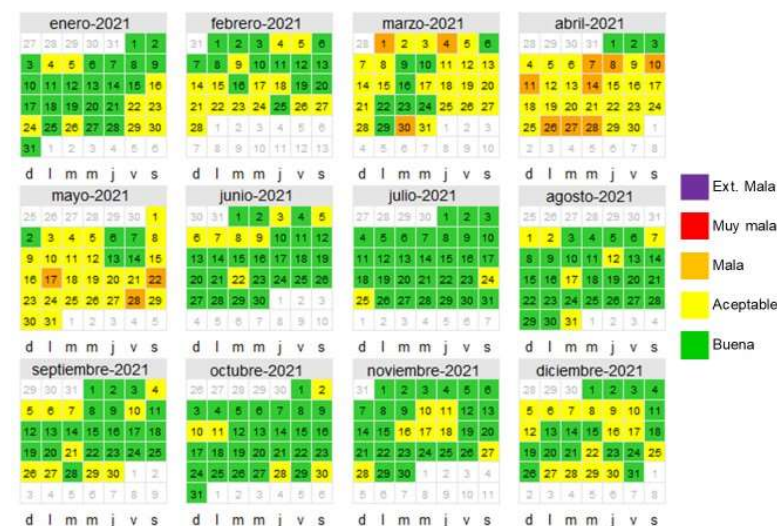 enero-2021
27 28 29 30 31 1 2
3 4 5 6 7 8 9
10 11 12 13 14 15 16
17 18 19 20 21 22 23
24 25 26 27 28 29 30
31 1 2 3 4 5 6
d l m m j v s
febrero-2021
31 1 2 3 4 5 6
7 8 9 10 11 12 13
14 15 16 17 18 19 20
21 22 23 24 25 26 27
28 1 2 3 4 5 6
7 8 9 10 11 12 13
d l m m j v s
marzo-2021
28 1 2 3 4 5 6
7 8 9 10 11 12 13
14 15 16 17 18 19 20
21 22 23 24 25 26 27
28 29 30 31 1 2 3
4 5 6 7 8 9 10
d l m m j v s
abril-2021
28 29 30 31 1 2 3
4 5 6 7 8 9 10
11 12 13 14 15 16 17
18 19 20 21 22 23 24
25 26 27 28 29 30 1
2 3 4 5 6 7 8
d l m m j v s
mayo-2021
25 26 27 28 29 30 1
2 3 4 5 6 7 8
9 10 11 12 13 14 15
16 17 18 19 20 21 22
23 24 25 26 27 28 29
30 31 1 2 3 4 5
d l m m j v s
junio-2021
30 31 1 2 3 4 5
6 7 8 9 10 11 12
13 14 15 16 17 18 19
20 21 22 23 24 25 26
27 28 29 30 1 2 3
4 5 6 7 8 9 10
d l m m j v s
julio-2021
27 28 29 30 1 2 3
4 5 6 7 8 9 10
11 12 13 14 15 16 17
18 19 20 21 22 23 24
25 26 27 28 29 30 31
1 2 3 4 5 6 7
d l m m j v s
agosto-2021
25 26 27 28 29 30 31
1 2 3 4 5 6 7
8 9 10 11 12 13 14
15 16 17 18 19 20 21
22 23 24 25 26 27 28
29 30 31 1 2 3 4
d l m m j v s
septiembre-2021
29 30 31 1 2 3 4
5 6 7 8 9 10 11
12 13 14 15 16 17 18
19 20 21 22 23 24 25
26 27 28 29 30 1 2
3 4 5 6 7 8 9
d l m m j v s
octubre-2021
26 27 28 29 30 1 2
3 4 5 6 7 8 9
10 11 12 13 14 15 16
17 18 19 20 21 22 23
24 25 26 27 28 29 30
31 1 2 3 4 5 6
d l m m j v s
noviembre-2021
31 1 2 3 4 5 6
7 8 9 10 11 12 13
14 15 16 17 18 19 20
21 22 23 24 25 26 27
28 29 30 1 2 3 4
5 6 7 8 9 10 11
d l m m j v s
diciembre-2021
28 29 30 1 2 3 4
5 6 7 8 9 10 11
12 13 14 15 16 17 18
19 20 21 22 23 24 25
26 27 28 29 30 31 1
2 3 4 5 6 7 8
d l m m j v s
Ext. Mala
Muy mala
Mala
Aceptable
Buena